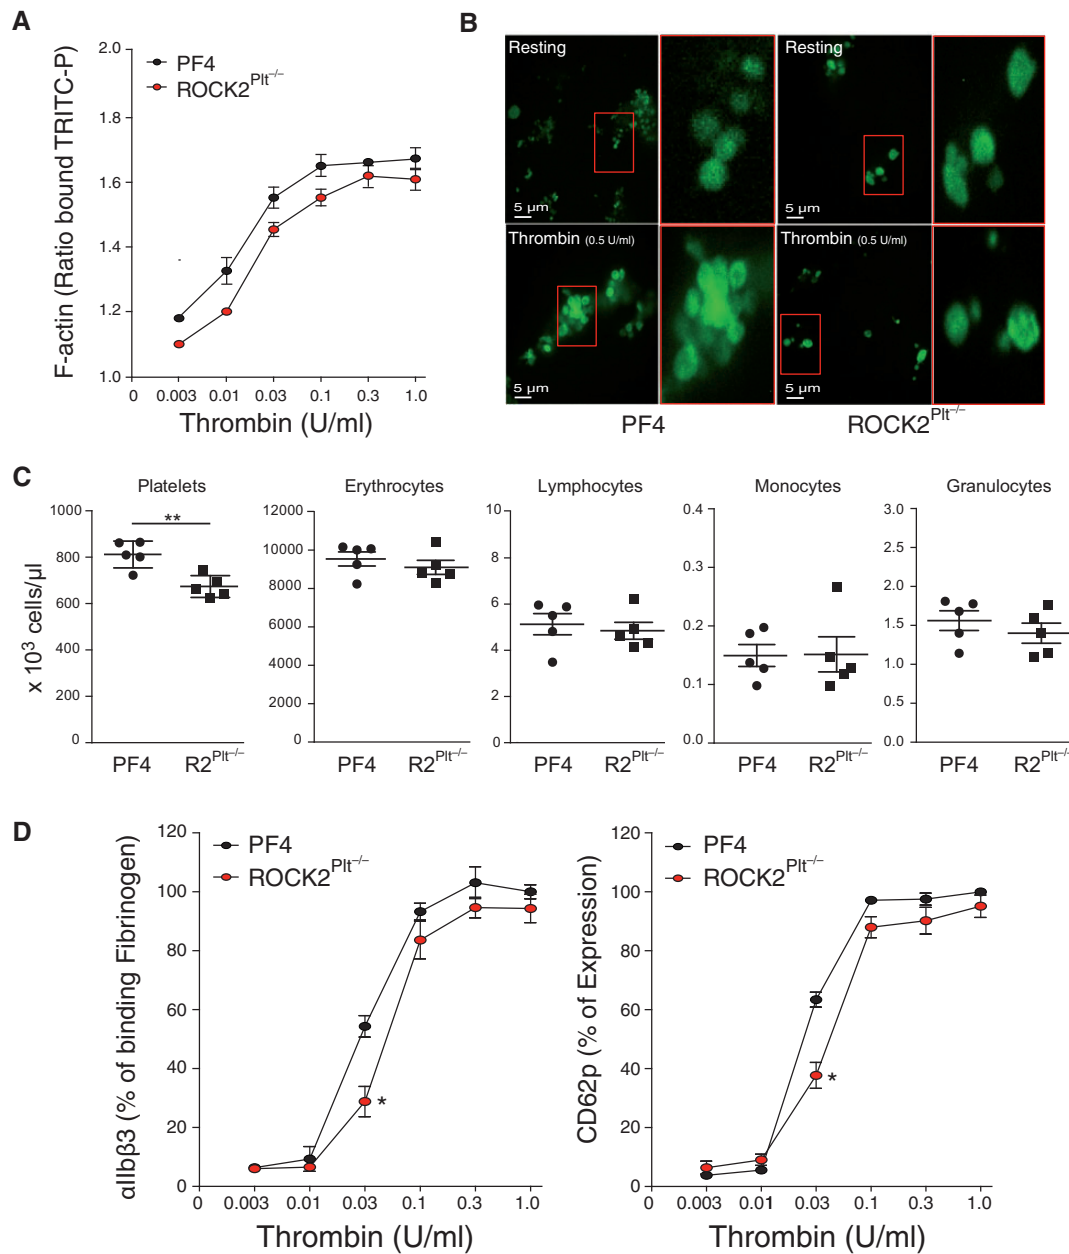 A
F-actin (Ratio bound TRITC-P)
2.0
1.8
1.6
1.4
1.2
1.0
PF4
ROCK2Plt–/–
0 0.003 0.01 0.03 0.1 0.3 1.0
Thrombin (U/ml)
B
Resting
5 µm
Resting
5 µm
Thrombin (0.5 U/ml)
5 µm
Thrombin (0.5 U/ml)
5 µm
PF4
ROCK2Plt–/–
C
x 10³ cells/µl
Platelets
1000
800
600
400
200
0
**
PF4 R2Plt–/–
Erythrocytes
12000
10000
8000
6000
4000
2000
0
PF4 R2Plt–/–
Lymphocytes
10
8
6
4
2
0
PF4 R2Plt–/–
Monocytes
0.4
0.3
0.2
0.1
0.0
PF4 R2Plt–/–
Granulocytes
3.0
2.5
2.0
1.5
1.0
0.5
0.0
PF4 R2Plt–/–
D
αIIbβ3 (% of binding Fibrinogen)
120
100
80
60
40
20
0
PF4
ROCK2Plt–/–
*
0 0.003 0.01 0.03 0.1 0.3 1.0
Thrombin (U/ml)
CD62p (% of Expression)
120
100
80
60
40
20
0
PF4
ROCK2Plt–/–
*
0 0.003 0.01 0.03 0.1 0.3 1.0
Thrombin (U/ml)